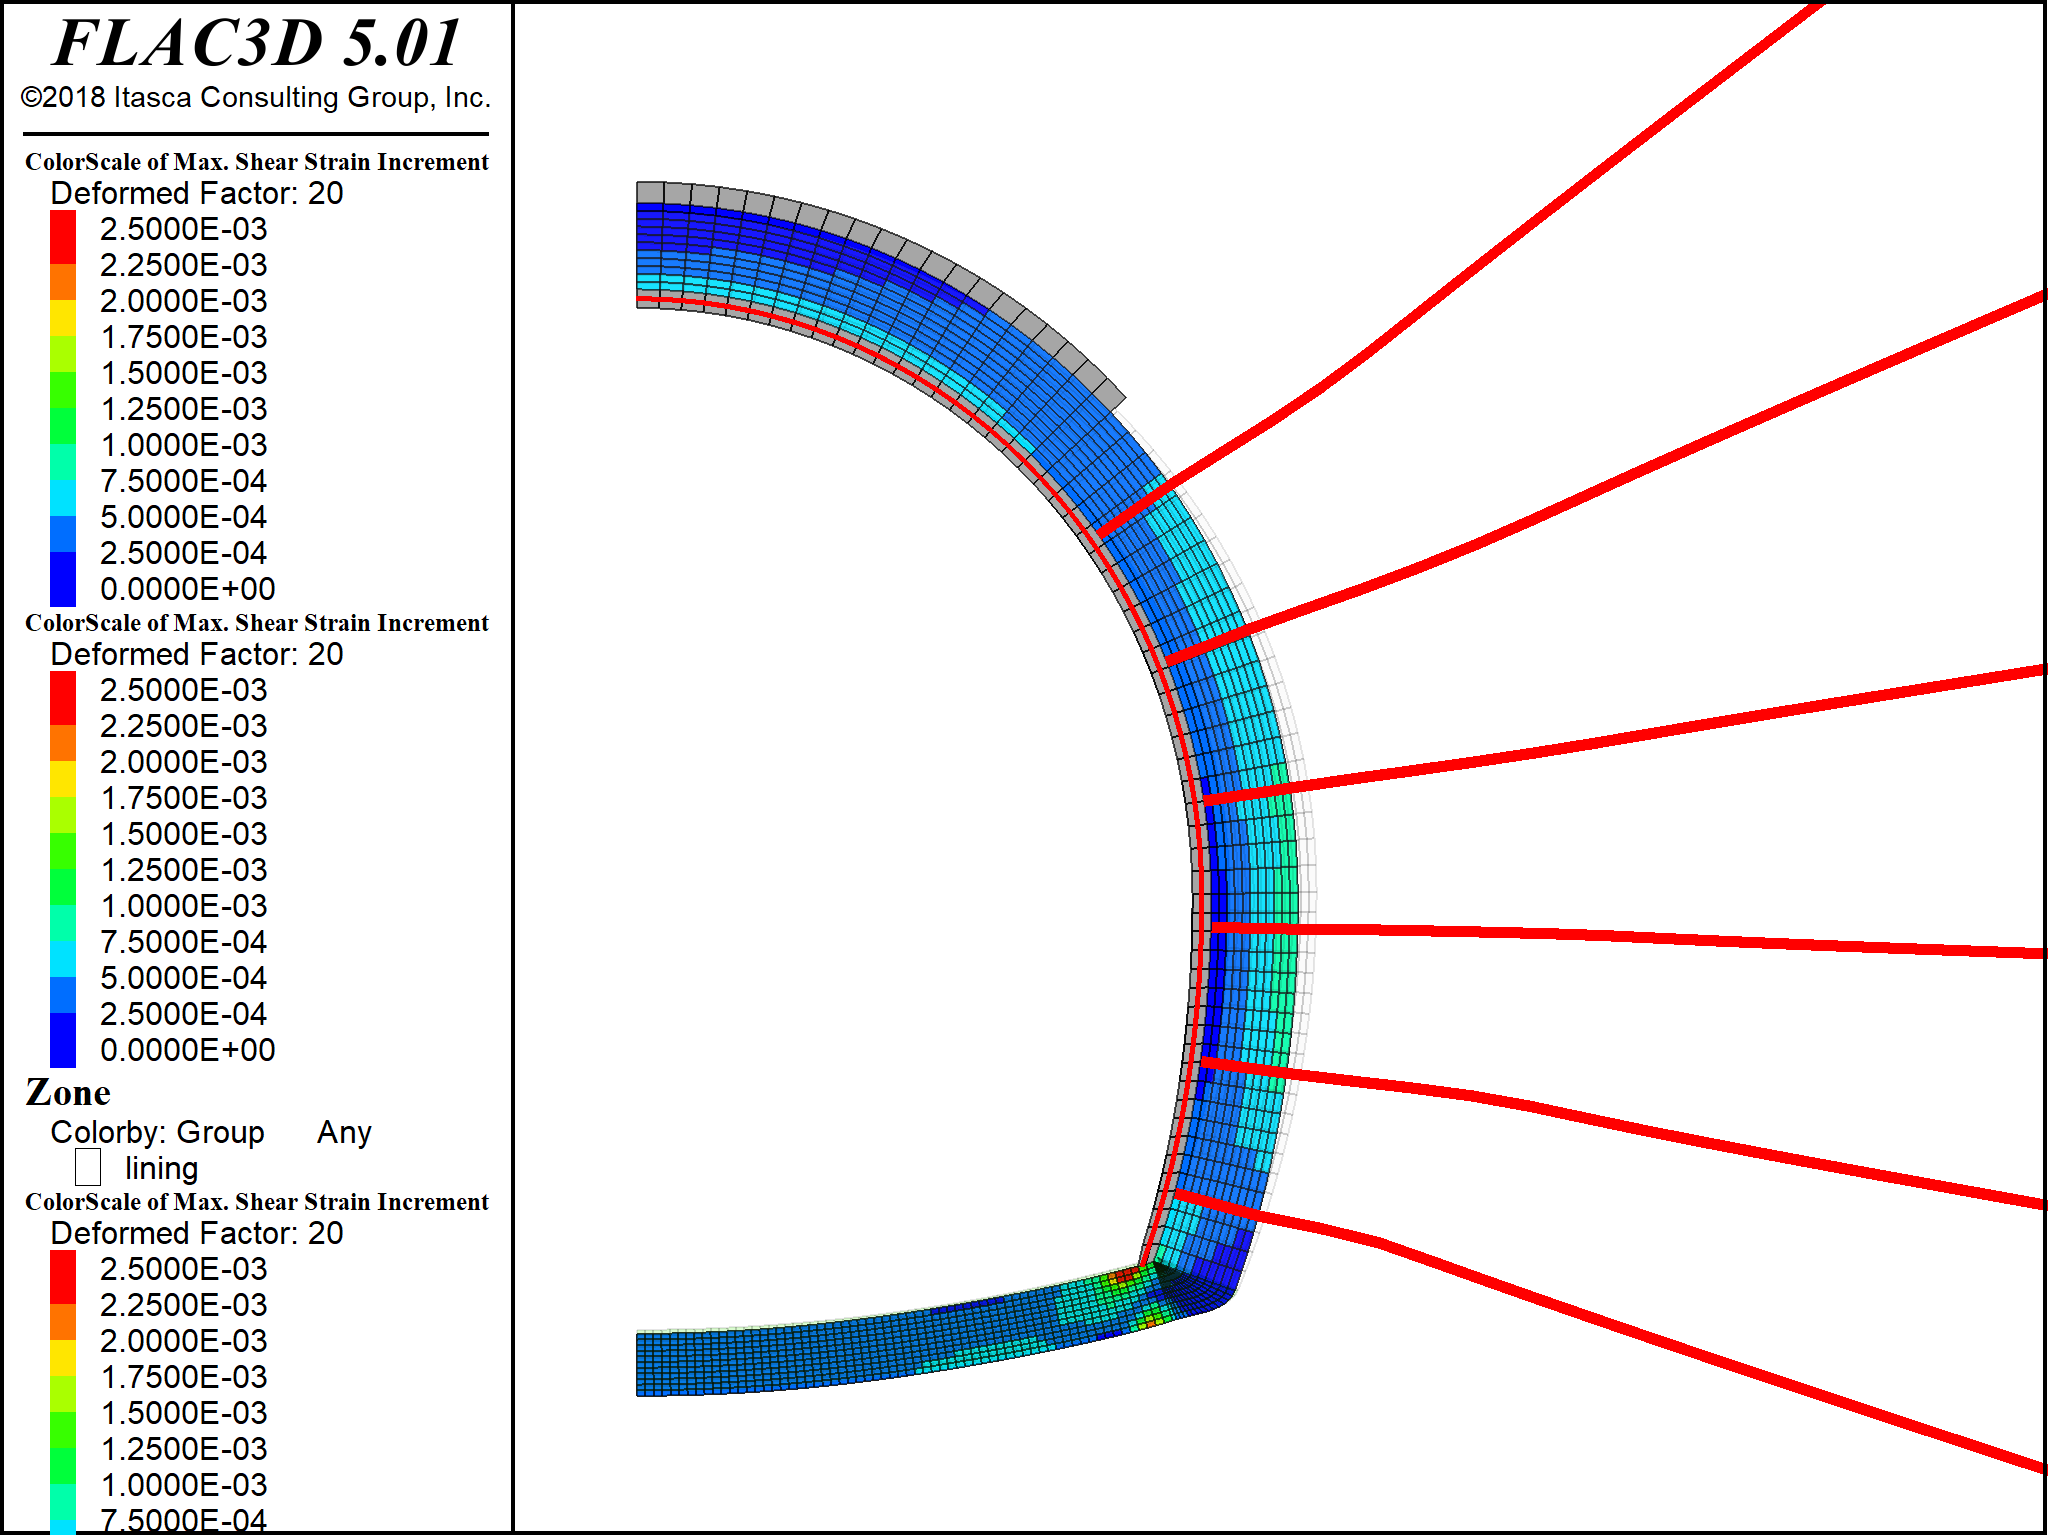 FLAC3D 5.01
©2018 Itasca Consulting Group, Inc.
ColorScale of Max. Shear Strain Increment
Deformed Factor: 20
2.5000E-03
2.2500E-03
2.0000E-03
1.7500E-03
1.5000E-03
1.2500E-03
1.0000E-03
7.5000E-04
5.0000E-04
2.5000E-04
0.0000E+00
ColorScale of Max. Shear Strain Increment
Deformed Factor: 20
2.5000E-03
2.2500E-03
2.0000E-03
1.7500E-03
1.5000E-03
1.2500E-03
1.0000E-03
7.5000E-04
5.0000E-04
2.5000E-04
0.0000E+00
Zone
Colorby: Group Any
lining
ColorScale of Max. Shear Strain Increment
Deformed Factor: 20
2.5000E-03
2.2500E-03
2.0000E-03
1.7500E-03
1.5000E-03
1.2500E-03
1.0000E-03
7.5000E-04